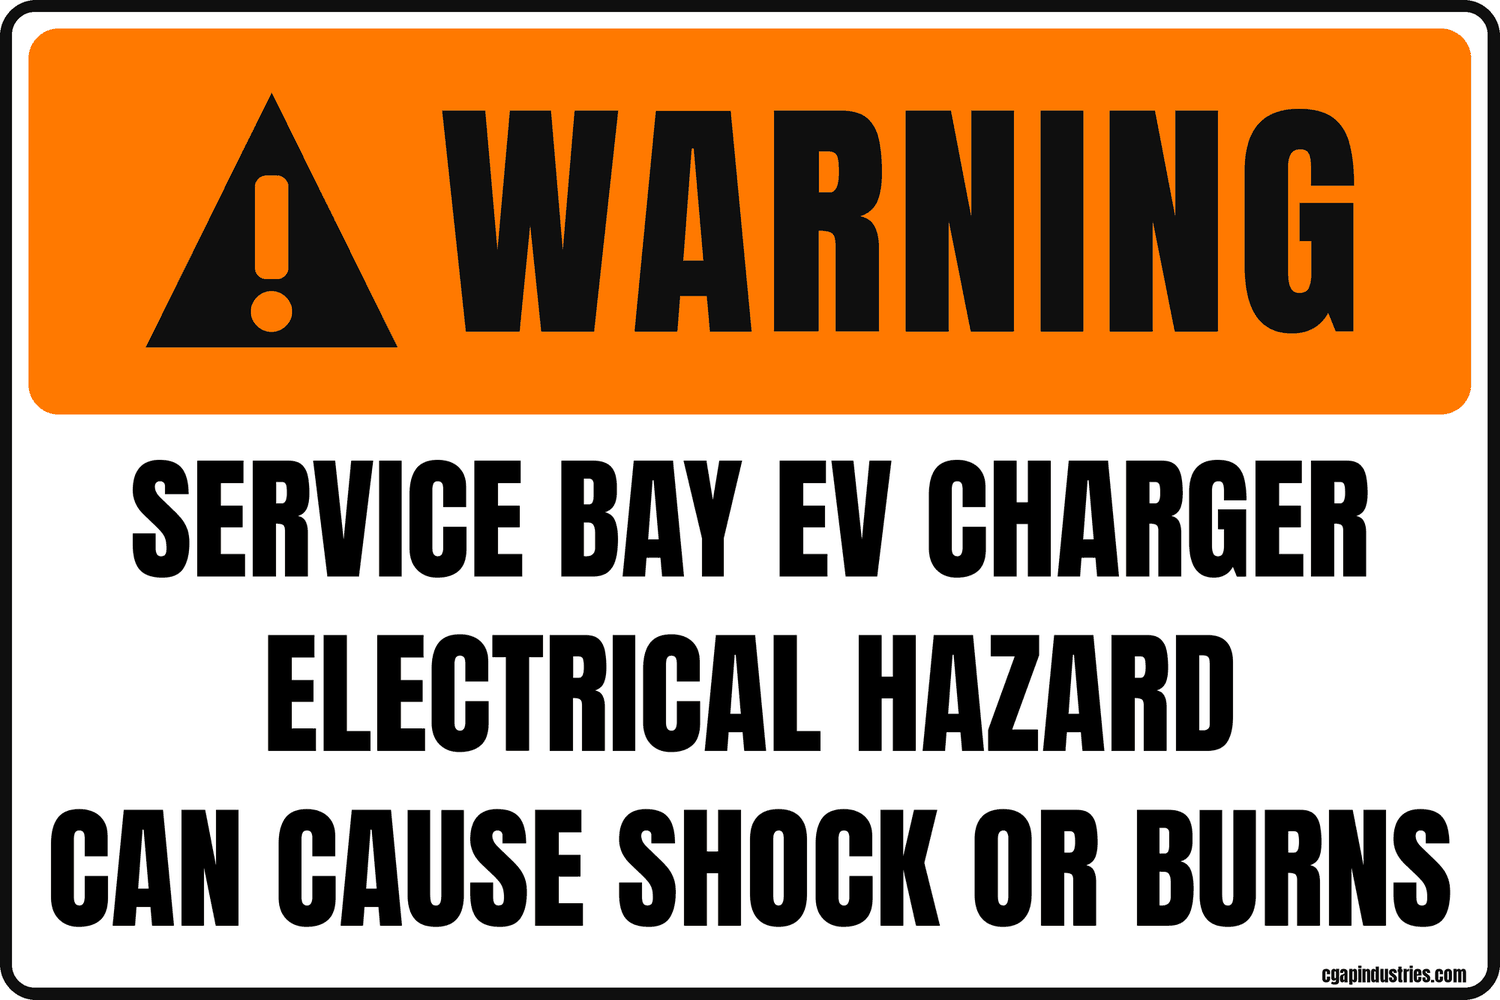 WARNING
SERVICE BAY EV CHARGER
ELECTRICAL HAZARD
CAN CAUSE SHOCK OR BURNS
cgapindustries.com